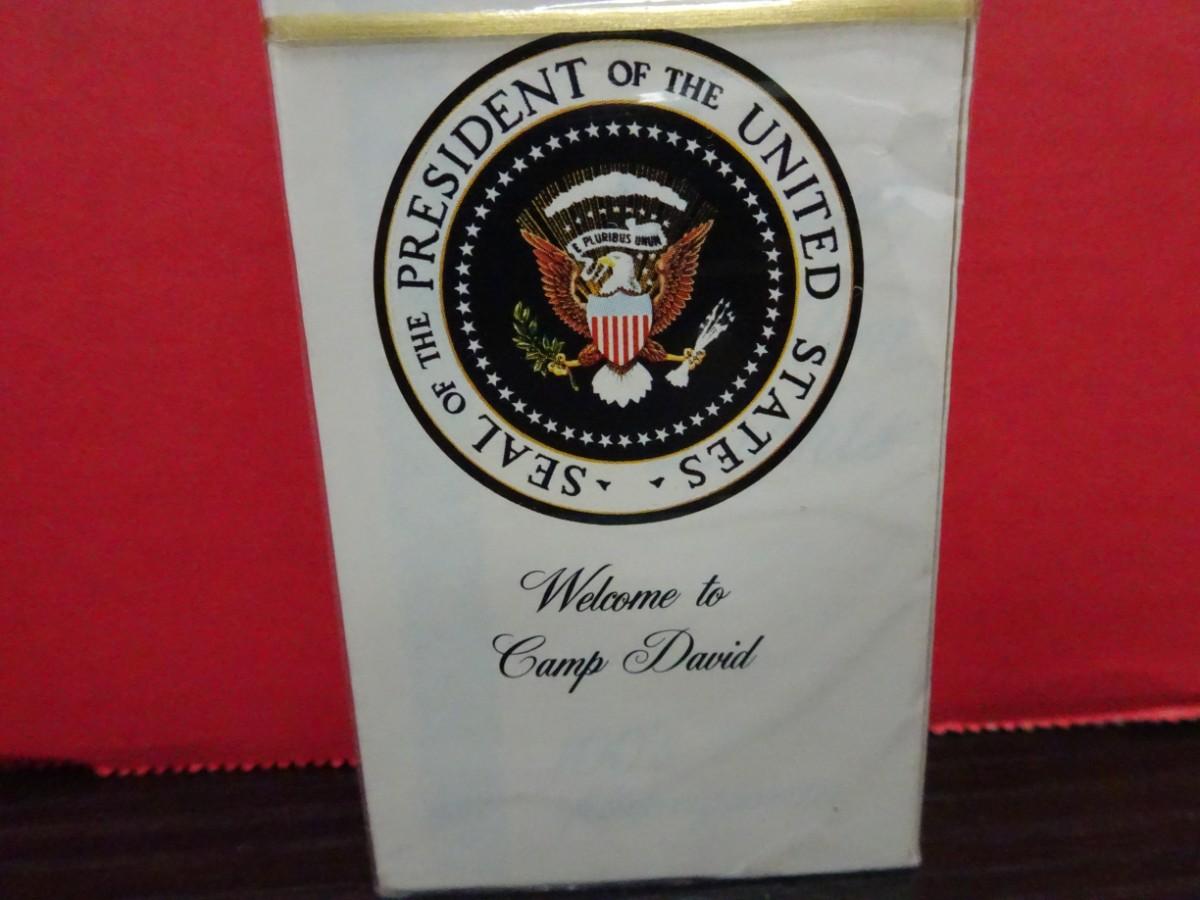 SEAL OF THE PRESIDENT OF THE UNITED STATES
E PLURIBUS UNUM
Welcome to
Camp David